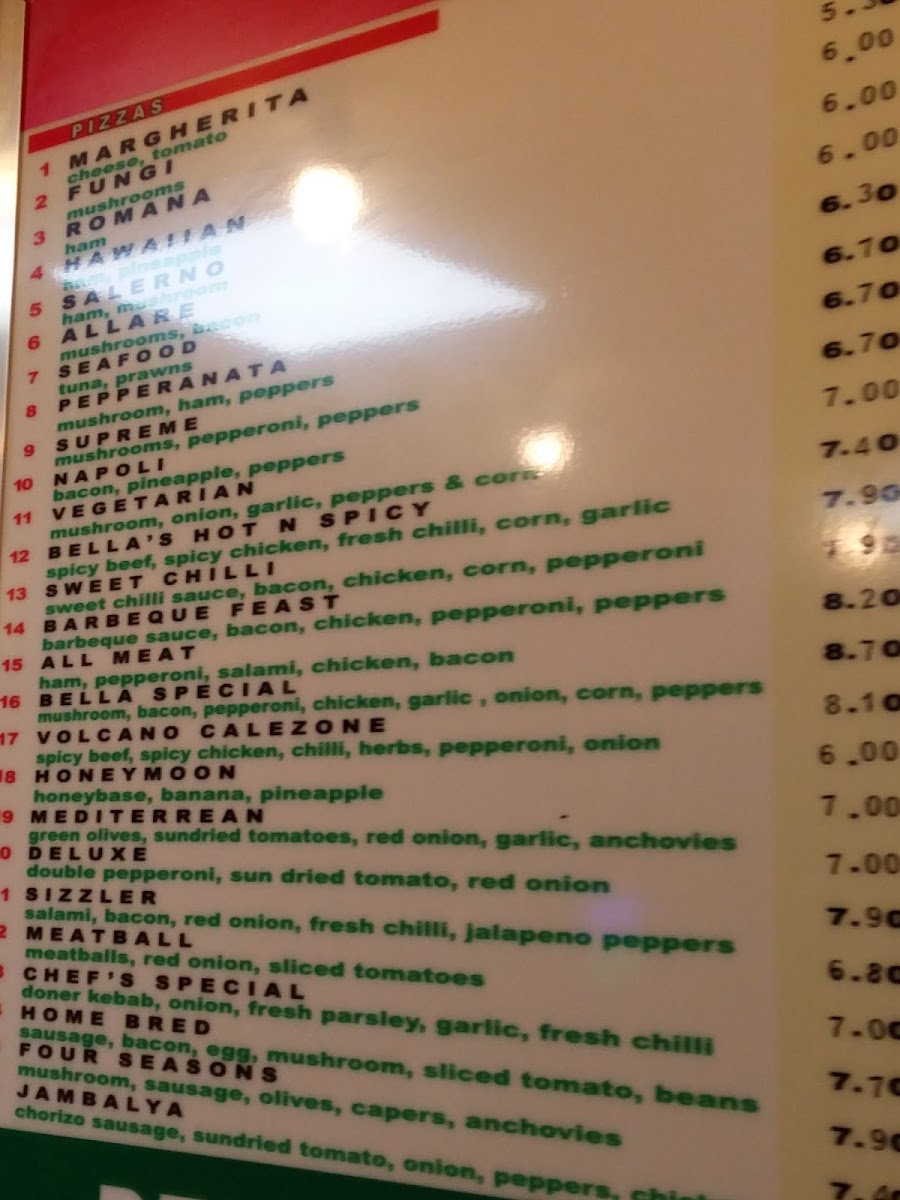 PIZZAS
1 MARGHERITA
cheese, tomato
2 FUNGI
mushrooms
3 ROMANA
ham
4 HAWAIIAN
ham, pineapple
5 SALERNO
ham, mushroom
6 ALLARE
mushrooms, bacon
7 SEAFOOD
tuna, prawns
8 PEPPERANATA
mushroom, ham, peppers
9 SUPREME
mushrooms, pepperoni, peppers
10 NAPOLI
bacon, pineapple, peppers
11 VEGETARIAN
mushroom, onion, garlic, peppers & corn
12 BELLA'S HOT N SPICY
spicy beef, spicy chicken, fresh chilli, corn, garlic
13 SWEET CHILLI
sweet chilli sauce, bacon, chicken, corn, pepperoni
14 BARBEQUE FEAST
barbeque sauce, bacon, chicken, pepperoni, peppers
15 ALL MEAT
ham, pepperoni, salami, chicken, bacon
16 BELLA SPECIAL
mushroom, bacon, pepperoni, chicken, garlic , onion, corn, peppers
17 VOLCANO CALEZONE
spicy beef, spicy chicken, chilli, herbs, pepperoni, onion
18 HONEYMOON
honeybase, banana, pineapple
9 MEDITERREAN
green olives, sundried tomatoes, red onion, garlic, anchovies
0 DELUXE
double pepperoni, sun dried tomato, red onion
1 SIZZLER
salami, bacon, red onion, fresh chilli, jalapeno peppers
2 MEATBALL
meatballs, red onion, sliced tomatoes
3 CHEF'S SPECIAL
doner kebab, onion, fresh parsley, garlic, fresh chilli
HOME BRED
sausage, bacon, egg, mushroom, sliced tomato, beans
FOUR SEASONS
mushroom, sausage, olives, capers, anchovies
JAMBALYA
chorizo sausage, sundried tomato, onion, peppers,
6.00
6.00
6.00
6.30
6.70
6.70
6.70
7.00
7.40
7.90
7.90
8.20
8.70
8.10
6.00
7.00
7.00
7.90
6.80
7.00
7.70
7.90